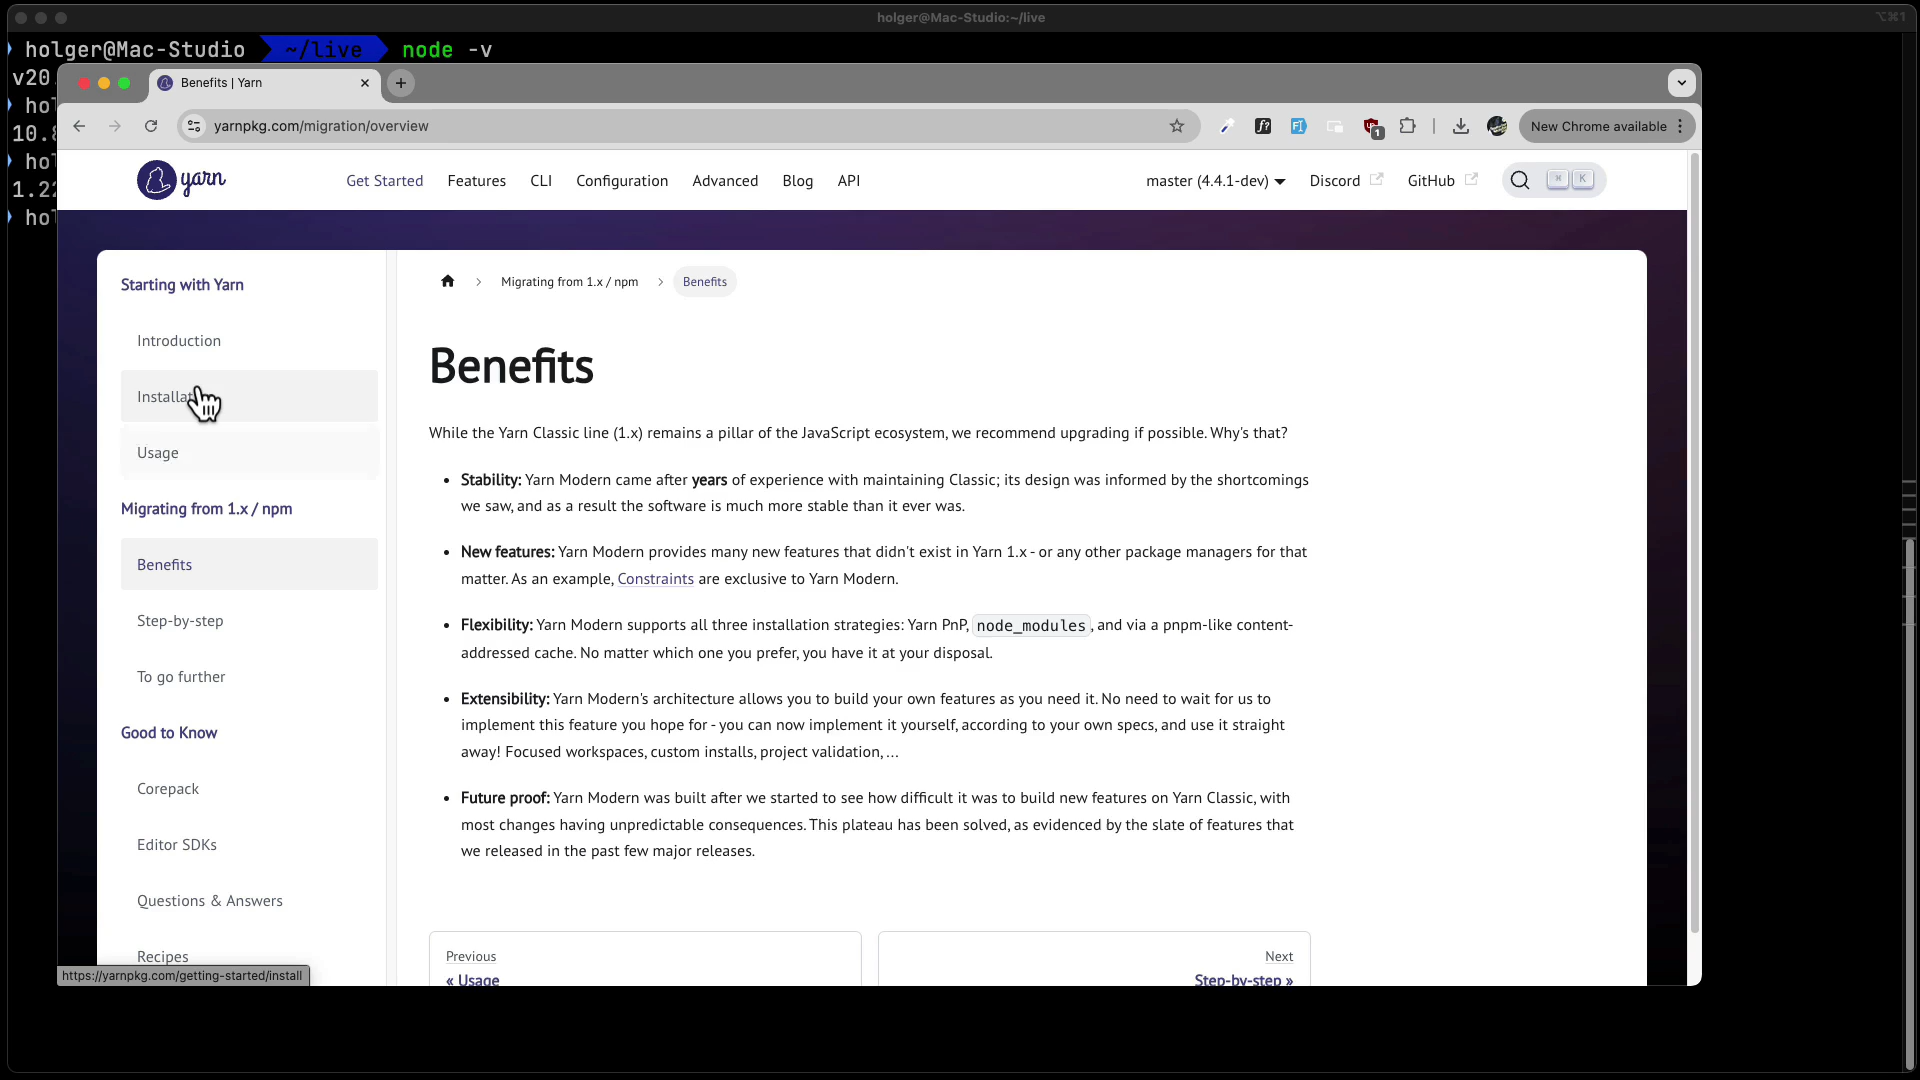 holger@Mac-Studio:~/live
⌥⌘1
holger@Mac-Studio ~/live node -v
v20.
hol
10.8
hol
1.22
hol
Benefits | Yarn
yarnpkg.com/migration/overview
1
New Chrome available
yarn
Get Started
Features
CLI
Configuration
Advanced
Blog
API
master (4.4.1-dev)
Discord
GitHub
⌘ K
Starting with Yarn
Introduction
Usage
Migrating from 1.x / npm
Benefits
Step-by-step
To go further
Good to Know
Corepack
Editor SDKs
Questions & Answers
Recipes
https://yarnpkg.com/getting-started/install
Migrating from 1.x / npm
Benefits
Benefits
While the Yarn Classic line (1.x) remains a pillar of the JavaScript ecosystem, we recommend upgrading if possible. Why's that?
• Stability: Yarn Modern came after years of experience with maintaining Classic; its design was informed by the shortcomings
we saw, and as a result the software is much more stable than it ever was.
• New features: Yarn Modern provides many new features that didn't exist in Yarn 1.x - or any other package managers for that
matter. As an example, Constraints are exclusive to Yarn Modern.
• Flexibility: Yarn Modern supports all three installation strategies: Yarn PnP, node_modules, and via a pnpm-like content-
addressed cache. No matter which one you prefer, you have it at your disposal.
• Extensibility: Yarn Modern's architecture allows you to build your own features as you need it. No need to wait for us to
implement this feature you hope for - you can now implement it yourself, according to your own specs, and use it straight
away! Focused workspaces, custom installs, project validation, ...
• Future proof: Yarn Modern was built after we started to see how difficult it was to build new features on Yarn Classic, with
most changes having unpredictable consequences. This plateau has been solved, as evidenced by the slate of features that
we released in the past few major releases.
Previous
« Usage
Next
Step-by-step »